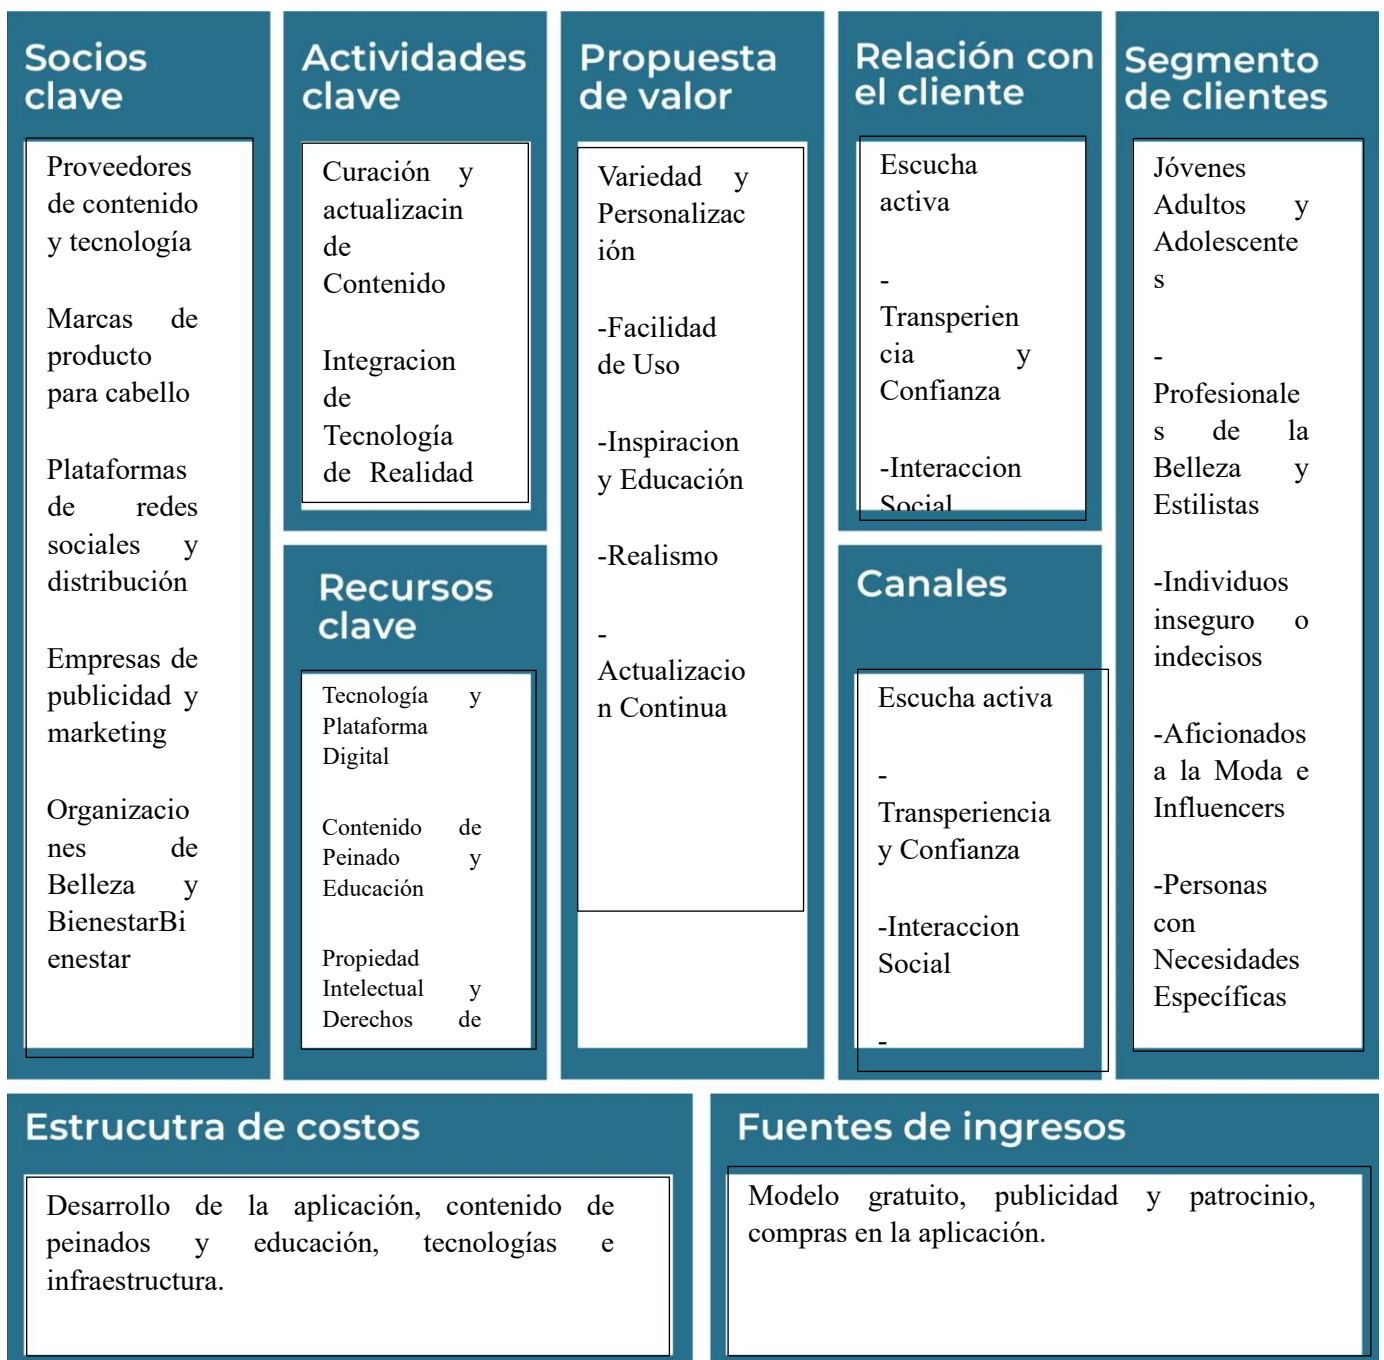 Socios
clave
Proveedores
de contenido
y tecnología
Marcas de
producto
para cabello
Plataformas
de redes
sociales y
distribución
Empresas de
publicidad y
marketing
Organizacio
nes de
Belleza y
BienestarBi
enestar
Actividades
clave
Curación y
actualizacin
de
Contenido
Integracion
de
Tecnología
de Realidad
Recursos
clave
Tecnología y
Plataforma
Digital
Contenido de
Peinado y
Educación
Propiedad
Intelectual y
Derechos de
Propuesta
de valor
Variedad y
Personalizac
ión
-Facilidad
de Uso
-Inspiracion
y Educación
-Realismo
-
Actualizacio
n Continua
Relación con
el cliente
Escucha
activa
-
Transperien
cia y
Confianza
-Interaccion
Social
Canales
Escucha activa
-
Transperiencia
y Confianza
-Interaccion
Social
-
Segmento
de clientes
Jóvenes
Adultos y
Adolescente
s
-
Profesionale
s de la
Belleza y
Estilistas
-Individuos
inseguro o
indecisos
-Aficionados
a la Moda e
Influencers
-Personas
con
Necesidades
Específicas
Estrucutra de costos
Desarrollo de la aplicación, contenido de
peinados y educación, tecnologías e
infraestructura.
Fuentes de ingresos
Modelo gratuito, publicidad y patrocinio,
compras en la aplicación.